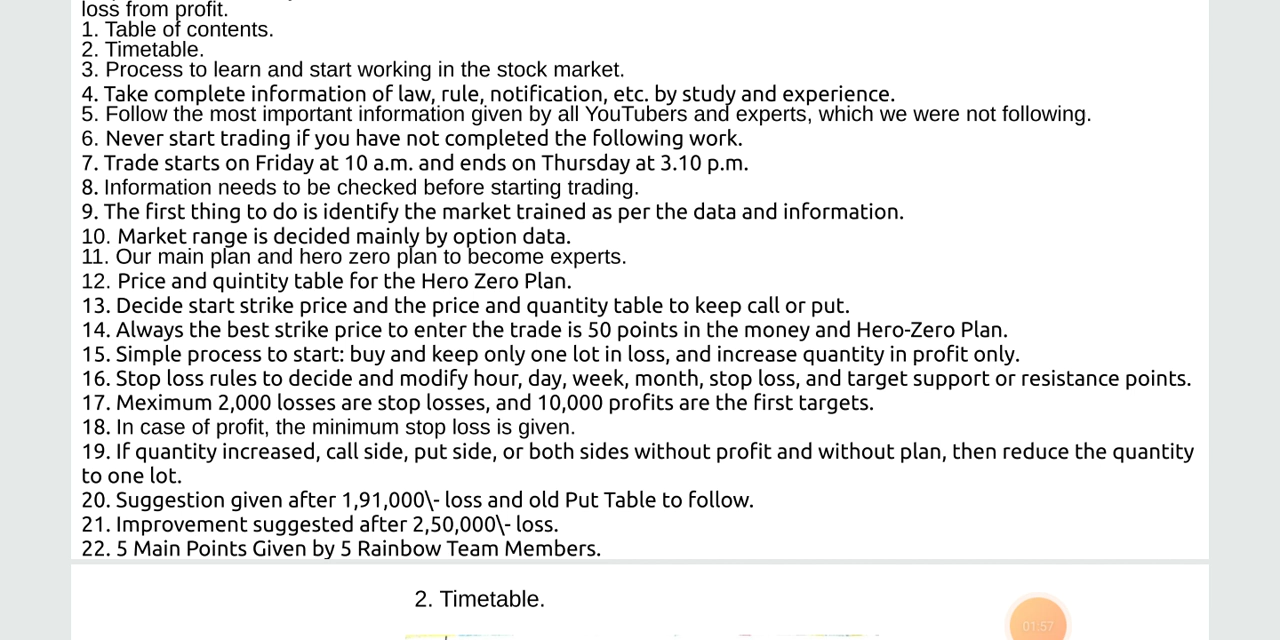 loss from profit.
1. Table of contents.
2. Timetable.
3. Process to learn and start working in the stock market.
4. Take complete information of law, rule, notification, etc. by study and experience.
5. Follow the most important information given by all YouTubers and experts, which we were not following.
6. Never start trading if you have not completed the following work.
7. Trade starts on Friday at 10 a.m. and ends on Thursday at 3.10 p.m.
8. Information needs to be checked before starting trading.
9. The first thing to do is identify the market trained as per the data and information.
10. Market range is decided mainly by option data.
11. Our main plan and hero zero plan to become experts.
12. Price and quintity table for the Hero Zero Plan.
13. Decide start strike price and the price and quantity table to keep call or put.
14. Always the best strike price to enter the trade is 50 points in the money and Hero-Zero Plan.
15. Simple process to start: buy and keep only one lot in loss, and increase quantity in profit only.
16. Stop loss rules to decide and modify hour, day, week, month, stop loss, and target support or resistance points.
17. Meximum 2,000 losses are stop losses, and 10,000 profits are the first targets.
18. In case of profit, the minimum stop loss is given.
19. If quantity increased, call side, put side, or both sides without profit and without plan, then reduce the quantity
to one lot.
20. Suggestion given after 1,91,000\- loss and old Put Table to follow.
21. Improvement suggested after 2,50,000\- loss.
22. 5 Main Points Given by 5 Rainbow Team Members.
2. Timetable.
01:57